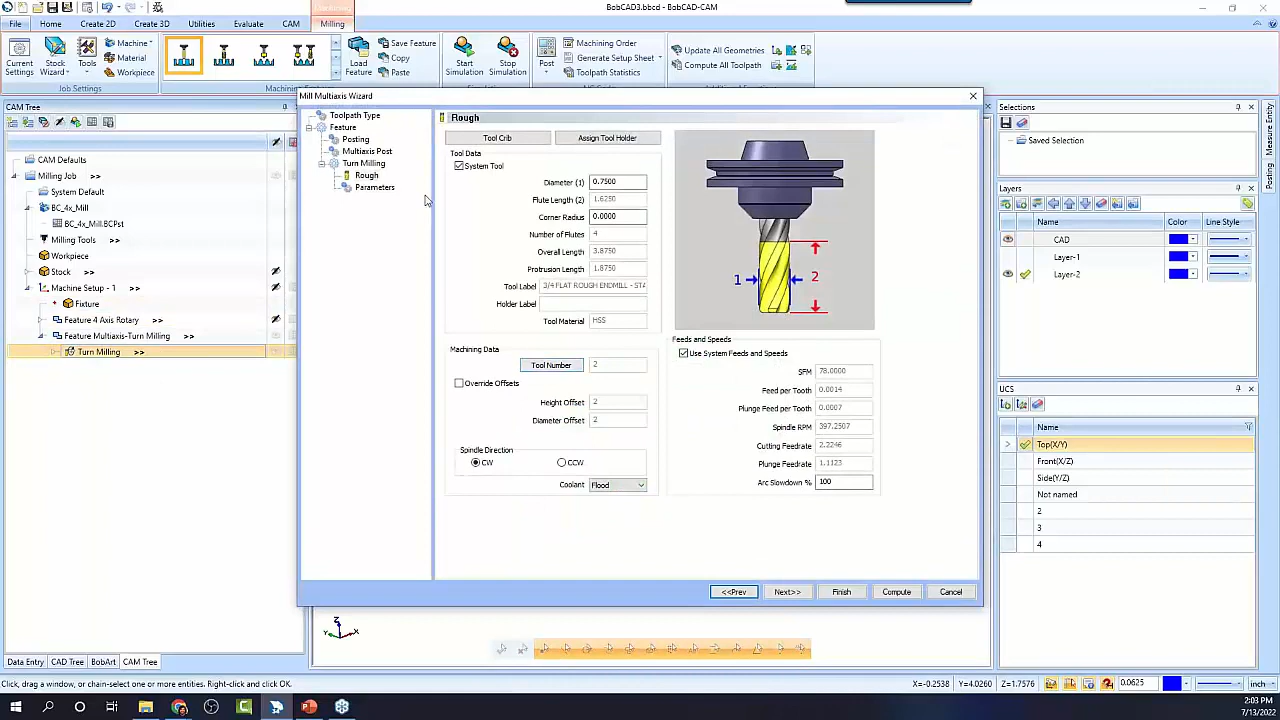 BobCAD3.bbcd - BobCAD-CAM
Machining
File
Home
Create 2D
Create 3D
Utilities
Evaluate
CAM
Milling
Current Settings
Stock Wizard
Tools
Machine
Material
Workpiece
Load Feature
Save Feature
Copy
Paste
Start Simulation
Stop Simulation
Post
Machining Order
Generate Setup Sheet
Toolpath Statistics
Update All Geometries
Compute All Toolpath
Job Settings
CAM Tree
CAM Defaults
Milling Job
System Default
BC_4x_Mill
BC_4x_Mill.BCPst
Milling Tools >>
Workpiece
Stock >>
Machine Setup - 1
Fixture
Feature 4 Axis Rotary >>
Feature Multiaxis-Turn Milling >>
Turn Milling >>
Data Entry
CAD Tree
BobArt
CAM Tree
Mill Multiaxis Wizard
Toolpath Type
Feature
Posting
Multiaxis Post
Turn Milling
Rough
Parameters
Rough
Tool Crib
Assign Tool Holder
Tool Data
System Tool
Diameter (1) 0.7500
Flute Length (2) 1.6250
Corner Radius 0.0000
Number of Flutes 4
Overall Length 3.8750
Protrusion Length 1.8750
Tool Label 3/4 FLAT ROUGH ENDMILL - STA
Holder Label
Tool Material HSS
Machining Data
Tool Number 2
Override Offsets
Height Offset 2
Diameter Offset 2
Spindle Direction
CW
CCW
Coolant Flood
1
2
Feeds and Speeds
Use System Feeds and Speeds
SFM 78.0000
Feed per Tooth 0.0014
Plunge Feed per Tooth 0.0007
Spindle RPM 397.2507
Cutting Feedrate 2.2246
Plunge Feedrate 1.1123
Arc Slowdown % 100
<<Prev
Next>>
Finish
Compute
Cancel
Selections
Saved Selection
Layers
Name
Color
Line Style
CAD
Layer-1
Layer-2
UCS
Name
Top(X/Y)
Front(X/Z)
Side(Y/Z)
Not named
2
3
4
Measure Entity
Posting
Z
Y
X
Click, drag a window, or chain-select one or more entities. Right-click and click OK.
X=-0.2538
Y=4.0260
Z=1.7576
0.0625
inch
2:03 PM
7/13/2022